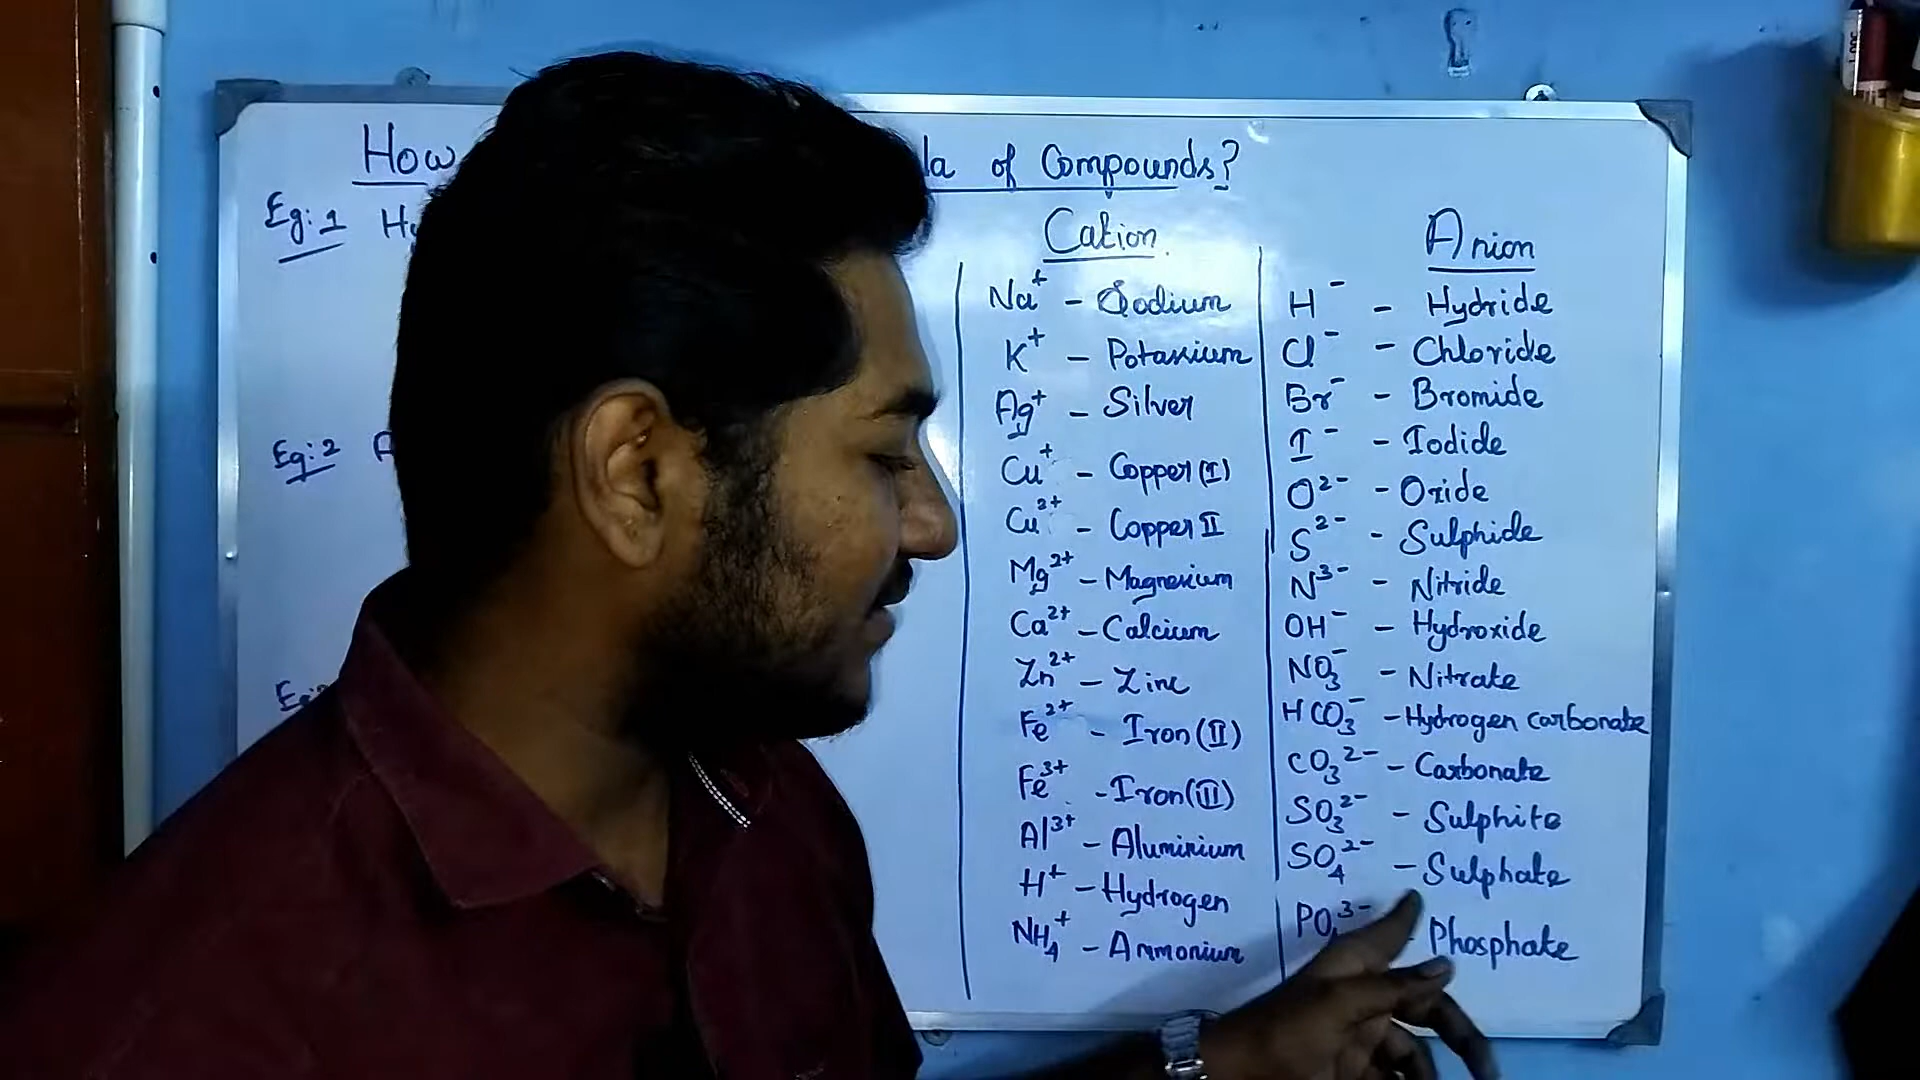 How la of Compounds?
Eg:1 Hy
Eg:2 A
Cation
Na+ - Sodium
K+ - Potassium
Ag+ - Silver
Cu+ - Copper (I)
Cu2+ - Copper II
Mg2+ - Magnesium
Ca2+ - Calcium
Zn2+ - Zinc
Fe2+ - Iron (II)
Fe3+ - Iron (III)
Al3+ - Aluminium
H+ - Hydrogen
NH4+ - Ammonium
Anion
H- - Hydride
Cl- - Chloride
Br- - Bromide
I- - Iodide
O2- - Oxide
S2- - Sulphide
N3- - Nitride
OH- - Hydroxide
NO3- - Nitrate
HCO3- - Hydrogen carbonate
CO32- - Carbonate
SO32- - Sulphite
SO42- - Sulphate
PO43- - Phosphate